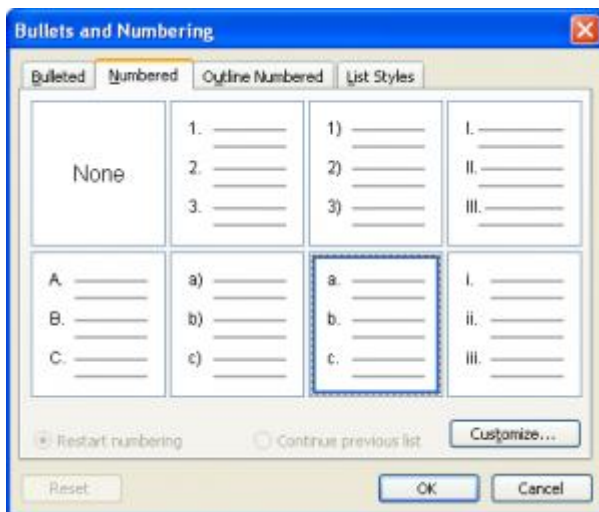 Bullets and Numbering
Bulleted Numbered Outline Numbered List Styles
None
1.
2.
3.
1)
2)
3)
I.
II.
III.
A.
B.
C.
a)
b)
c)
a.
b.
c.
i.
ii.
iii.
Restart numbering Continue previous list Customize...
Reset OK Cancel